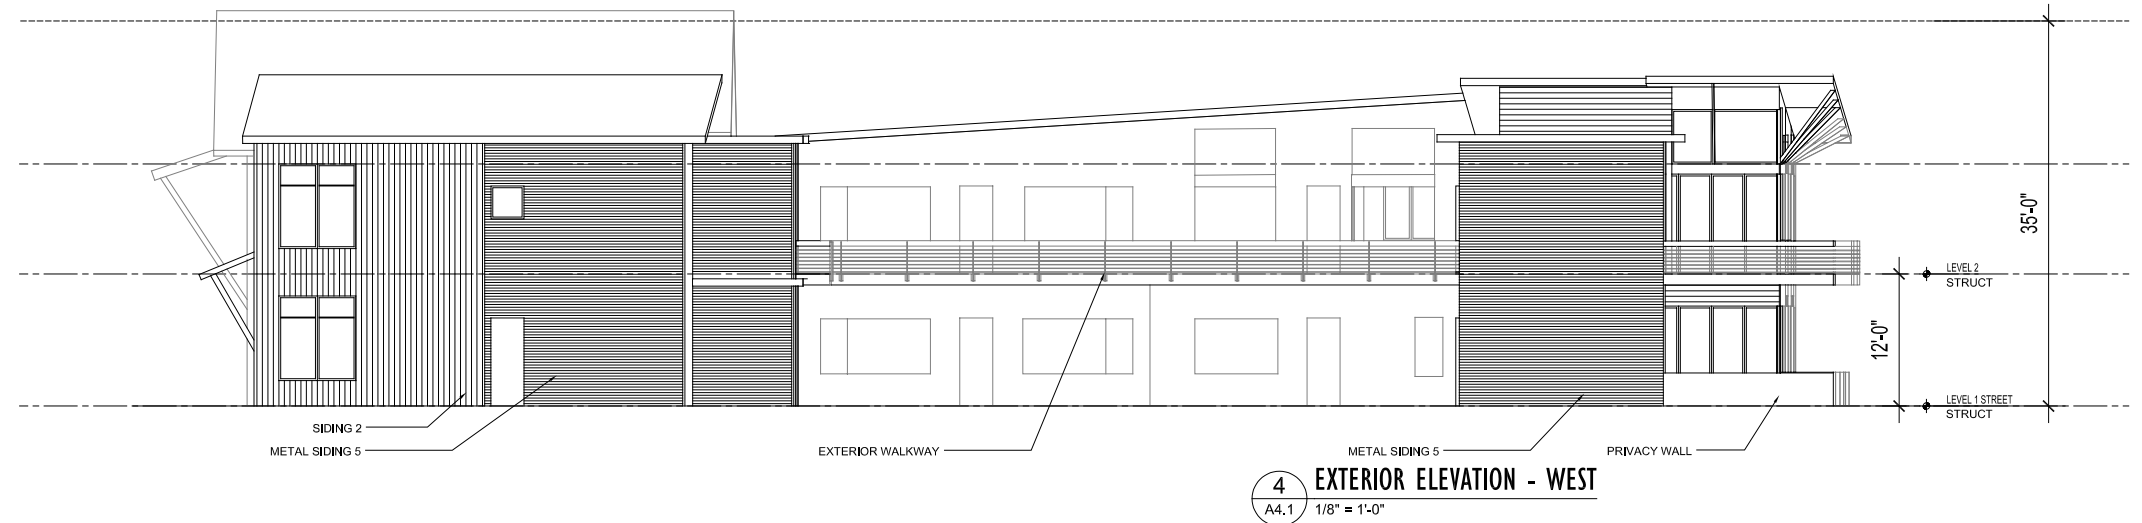 35'-0"
LEVEL 2
STRUCT
12'-0"
LEVEL 1 STREET
STRUCT
SIDING 2
METAL SIDING 5
EXTERIOR WALKWAY
METAL SIDING 5
PRIVACY WALL
4
A4.1
EXTERIOR ELEVATION - WEST
1/8" = 1'-0"